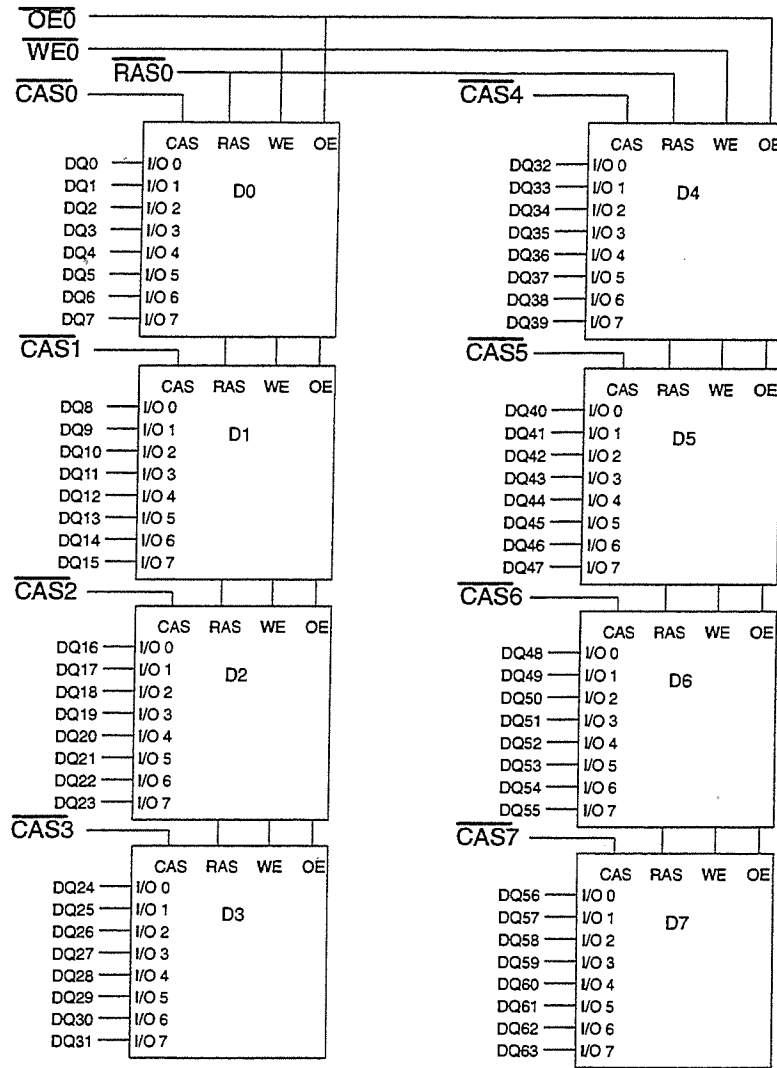 OE0
WE0
RAS0
CAS0
CAS RAS WE OE
D0
DQ0 I/O 0
DQ1 I/O 1
DQ2 I/O 2
DQ3 I/O 3
DQ4 I/O 4
DQ5 I/O 5
DQ6 I/O 6
DQ7 I/O 7
CAS1
CAS RAS WE OE
D1
DQ8 I/O 0
DQ9 I/O 1
DQ10 I/O 2
DQ11 I/O 3
DQ12 I/O 4
DQ13 I/O 5
DQ14 I/O 6
DQ15 I/O 7
CAS2
CAS RAS WE OE
D2
DQ16 I/O 0
DQ17 I/O 1
DQ18 I/O 2
DQ19 I/O 3
DQ20 I/O 4
DQ21 I/O 5
DQ22 I/O 6
DQ23 I/O 7
CAS3
CAS RAS WE OE
D3
DQ24 I/O 0
DQ25 I/O 1
DQ26 I/O 2
DQ27 I/O 3
DQ28 I/O 4
DQ29 I/O 5
DQ30 I/O 6
DQ31 I/O 7
CAS4
CAS RAS WE OE
D4
DQ32 I/O 0
DQ33 I/O 1
DQ34 I/O 2
DQ35 I/O 3
DQ36 I/O 4
DQ37 I/O 5
DQ38 I/O 6
DQ39 I/O 7
CAS5
CAS RAS WE OE
D5
DQ40 I/O 0
DQ41 I/O 1
DQ42 I/O 2
DQ43 I/O 3
DQ44 I/O 4
DQ45 I/O 5
DQ46 I/O 6
DQ47 I/O 7
CAS6
CAS RAS WE OE
D6
DQ48 I/O 0
DQ49 I/O 1
DQ50 I/O 2
DQ51 I/O 3
DQ52 I/O 4
DQ53 I/O 5
DQ54 I/O 6
DQ55 I/O 7
CAS7
CAS RAS WE OE
D7
DQ56 I/O 0
DQ57 I/O 1
DQ58 I/O 2
DQ59 I/O 3
DQ60 I/O 4
DQ61 I/O 5
DQ62 I/O 6
DQ63 I/O 7